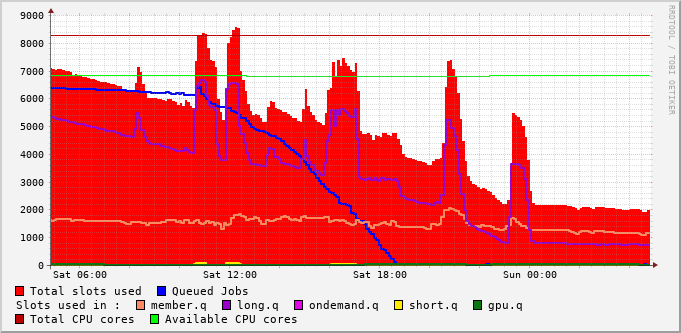 9000
8000
7000
6000
5000
4000
3000
2000
1000
0
Sat 06:00 Sat 12:00 Sat 18:00 Sun 00:00
RRDTOOL / TOBI OETIKER
Total slots used Queued Jobs
Slots used in : member.q long.q ondemand.q short.q gpu.q
Total CPU cores Available CPU cores